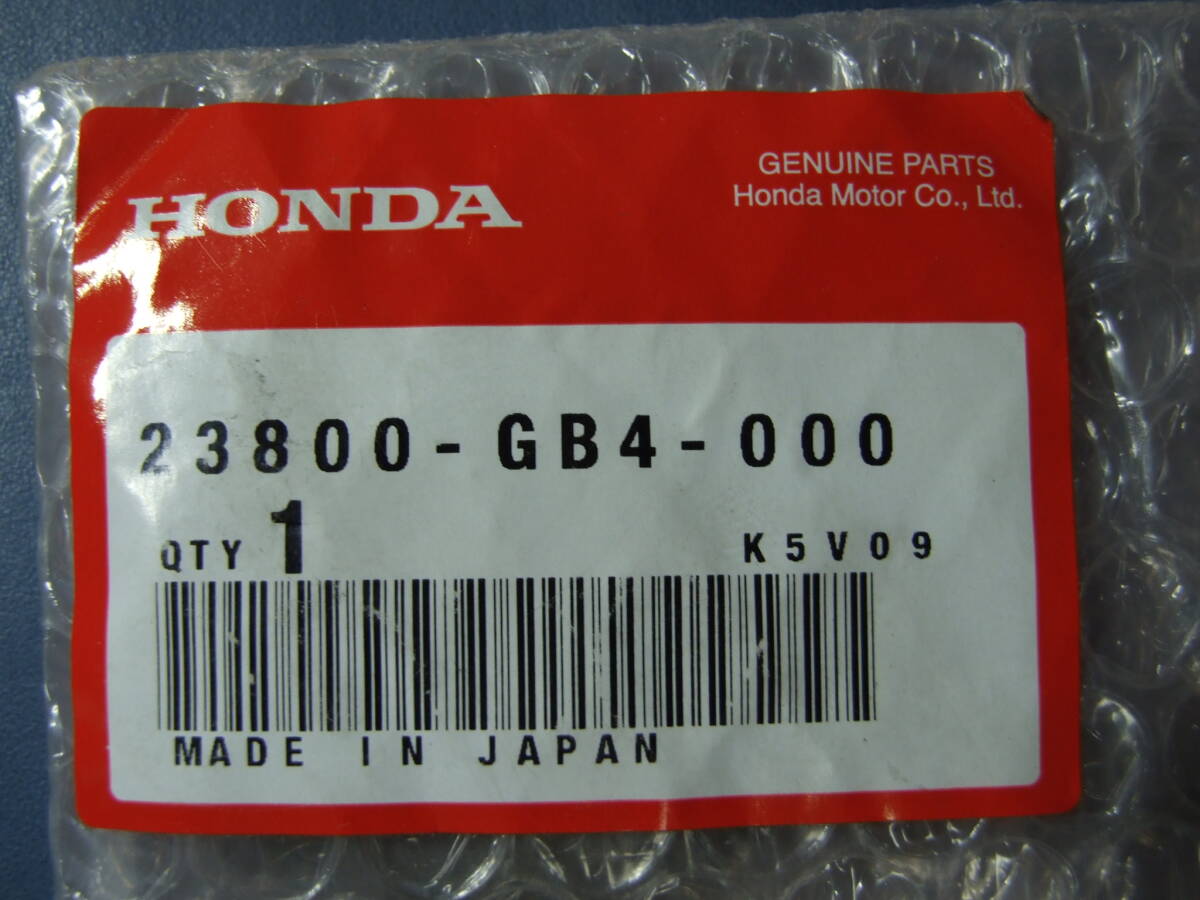 HONDA
GENUINE PARTS
Honda Motor Co., Ltd.
23800-GB4-000
QTY 1
K5V09
MADE IN JAPAN